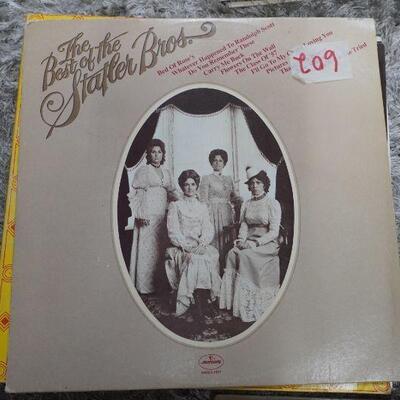 The
Best of the
Statler Bros.
Bed Of Rose's
Whatever Happened To Randolph Scott
Do You Remember These
Carry Me Back
Flowers On The Wall
The Class Of '57
I'll Go To My Loving You
Pictures Tried
Tha
209
mercury